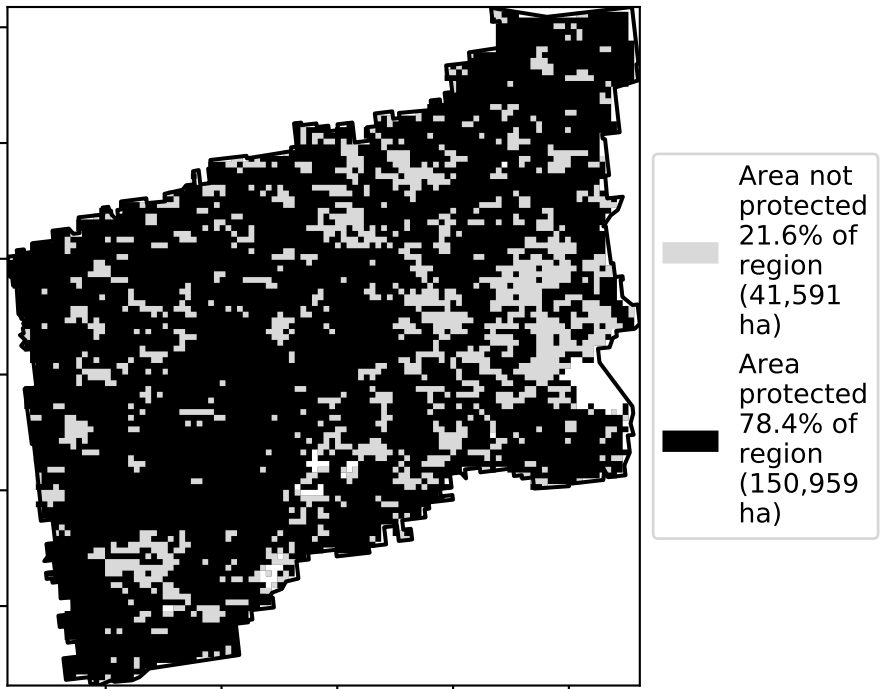 Area not
protected
21.6% of
region
(41,591
ha)
Area
protected
78.4% of
region
(150,959
ha)